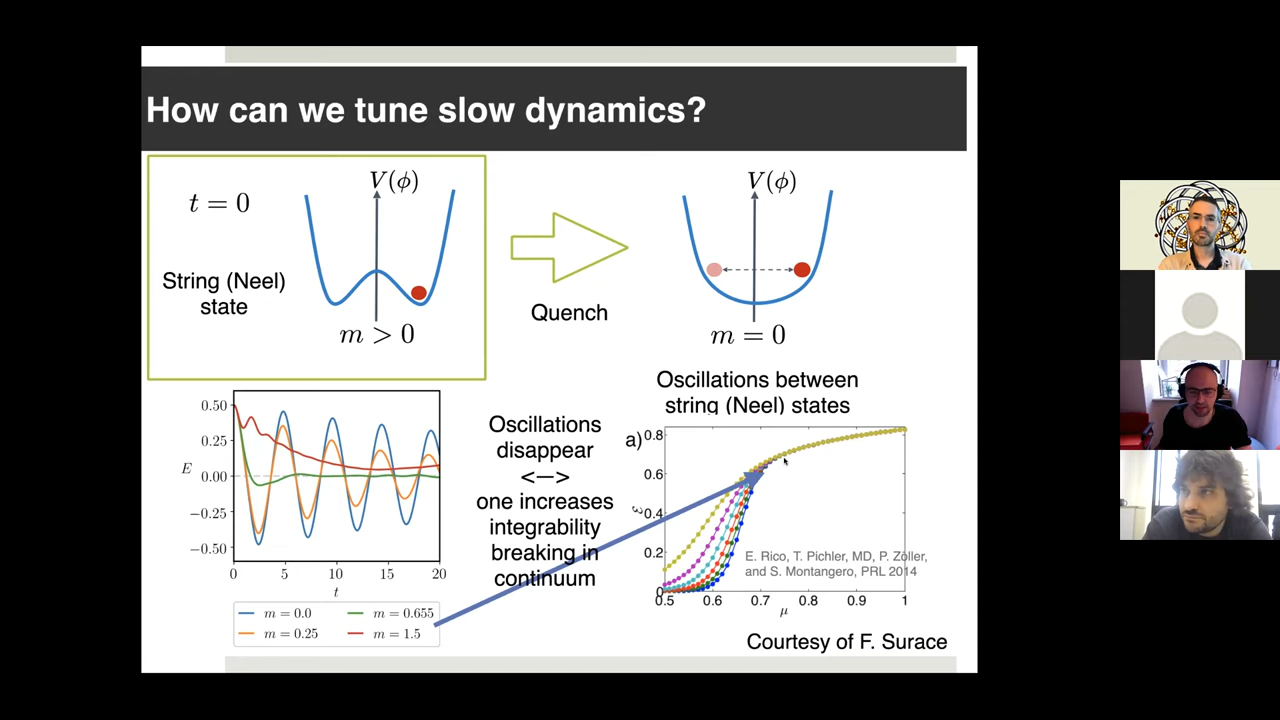 How can we tune slow dynamics?
t = 0
String (Neel)
state
V(ϕ)
m > 0
Quench
V(ϕ)
m = 0
Oscillations between
string (Neel) states
0.50
0.25
0.00
−0.25
−0.50
E
0
5
10
15
20
t
m = 0.0
m = 0.655
m = 0.25
m = 1.5
Oscillations
disappear
<—>
one increases
integrability
breaking in
continuum
a)
0.8
0.6
0.4
0.2
0
ℰ
0.5
0.6
0.7
0.8
0.9
1
μ
E. Rico, T. Pichler, MD, P. Zoller,
and S. Montangero, PRL 2014
Courtesy of F. Surace